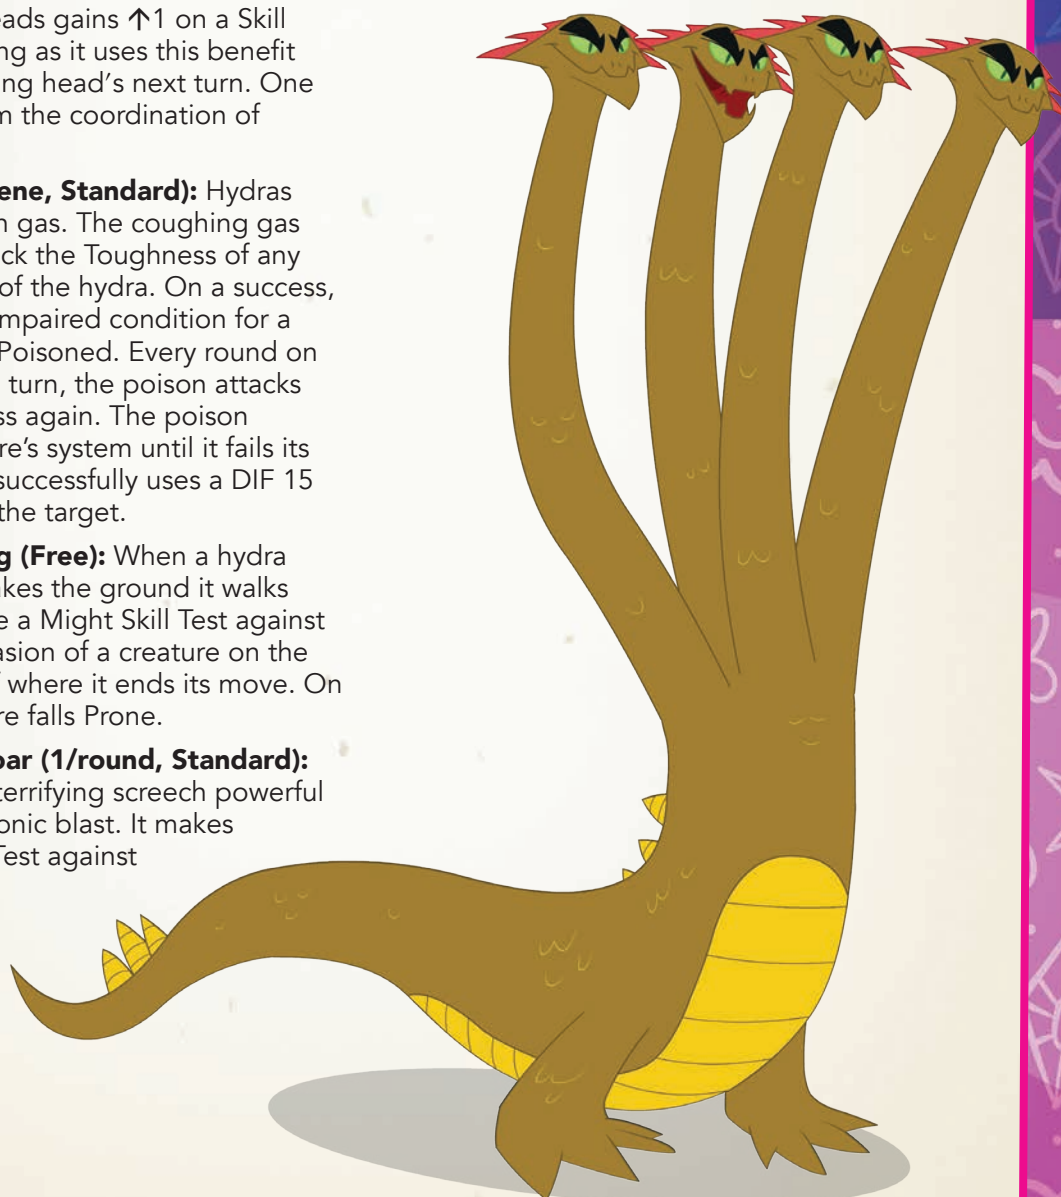 eads gains ↑1 on a Skill
ng as it uses this benefit
ng head's next turn. One
m the coordination of
ene, Standard): Hydras
n gas. The coughing gas
ck the Toughness of any
of the hydra. On a success,
mpaired condition for a
Poisoned. Every round on
turn, the poison attacks
ss again. The poison
re's system until it fails its
successfully uses a DIF 15
the target.
g (Free): When a hydra
akes the ground it walks
e a Might Skill Test against
asion of a creature on the
f where it ends its move. On
re falls Prone.
oar (1/round, Standard):
terrifying screech powerful
onic blast. It makes
Test against